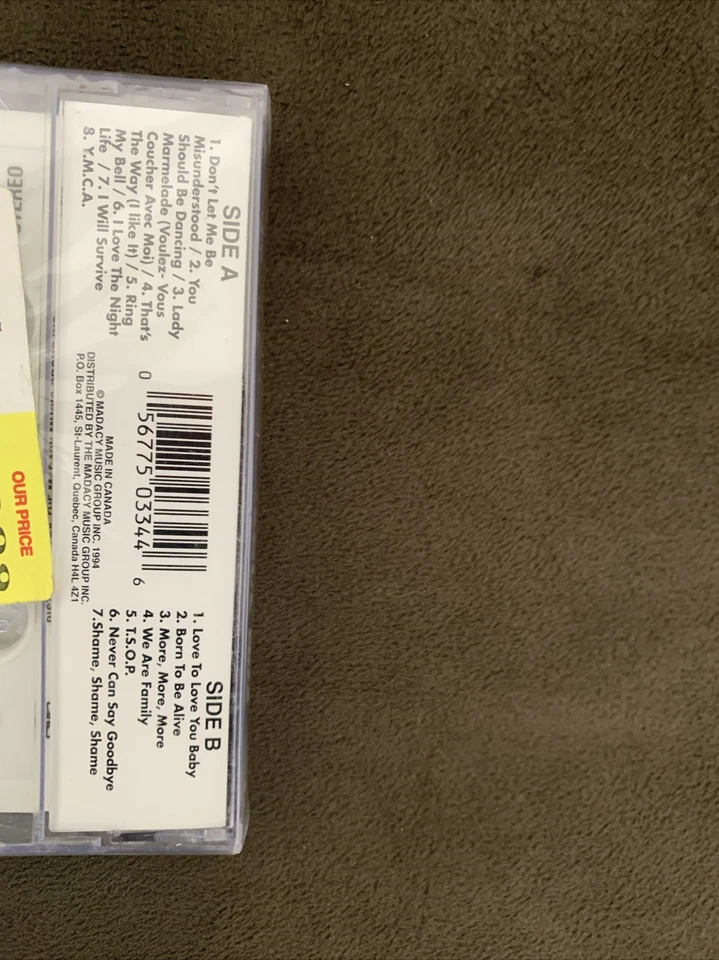 SIDE A
1. Don't Let Me Be
Misunderstood / 2. You
Should Be Dancing / 3. Lady
Marmelade (Voulez- Vous
Coucher Avec Moi) / 4. That's
The Way (I like It) / 5. Ring
My Bell / 6. I Love The Night
Life / 7. I Will Survive
8. Y.M.C.A.
0 56775 03344 6
MADE IN CANADA
© MADACY MUSIC GROUP INC. 1994
DISTRIBUTED BY THE MADACY MUSIC GROUP INC.
P.O. Box 1445, St-Laurent, Quebec, Canada H4L 4Z1
SIDE B
1. Love To Love You Baby
2. Born To Be Alive
3. More, More, More
4. We Are Family
5. T.S.O.P.
6. Never Can Say Goodbye
7.Shame, Shame, Shame
OUR PRICE